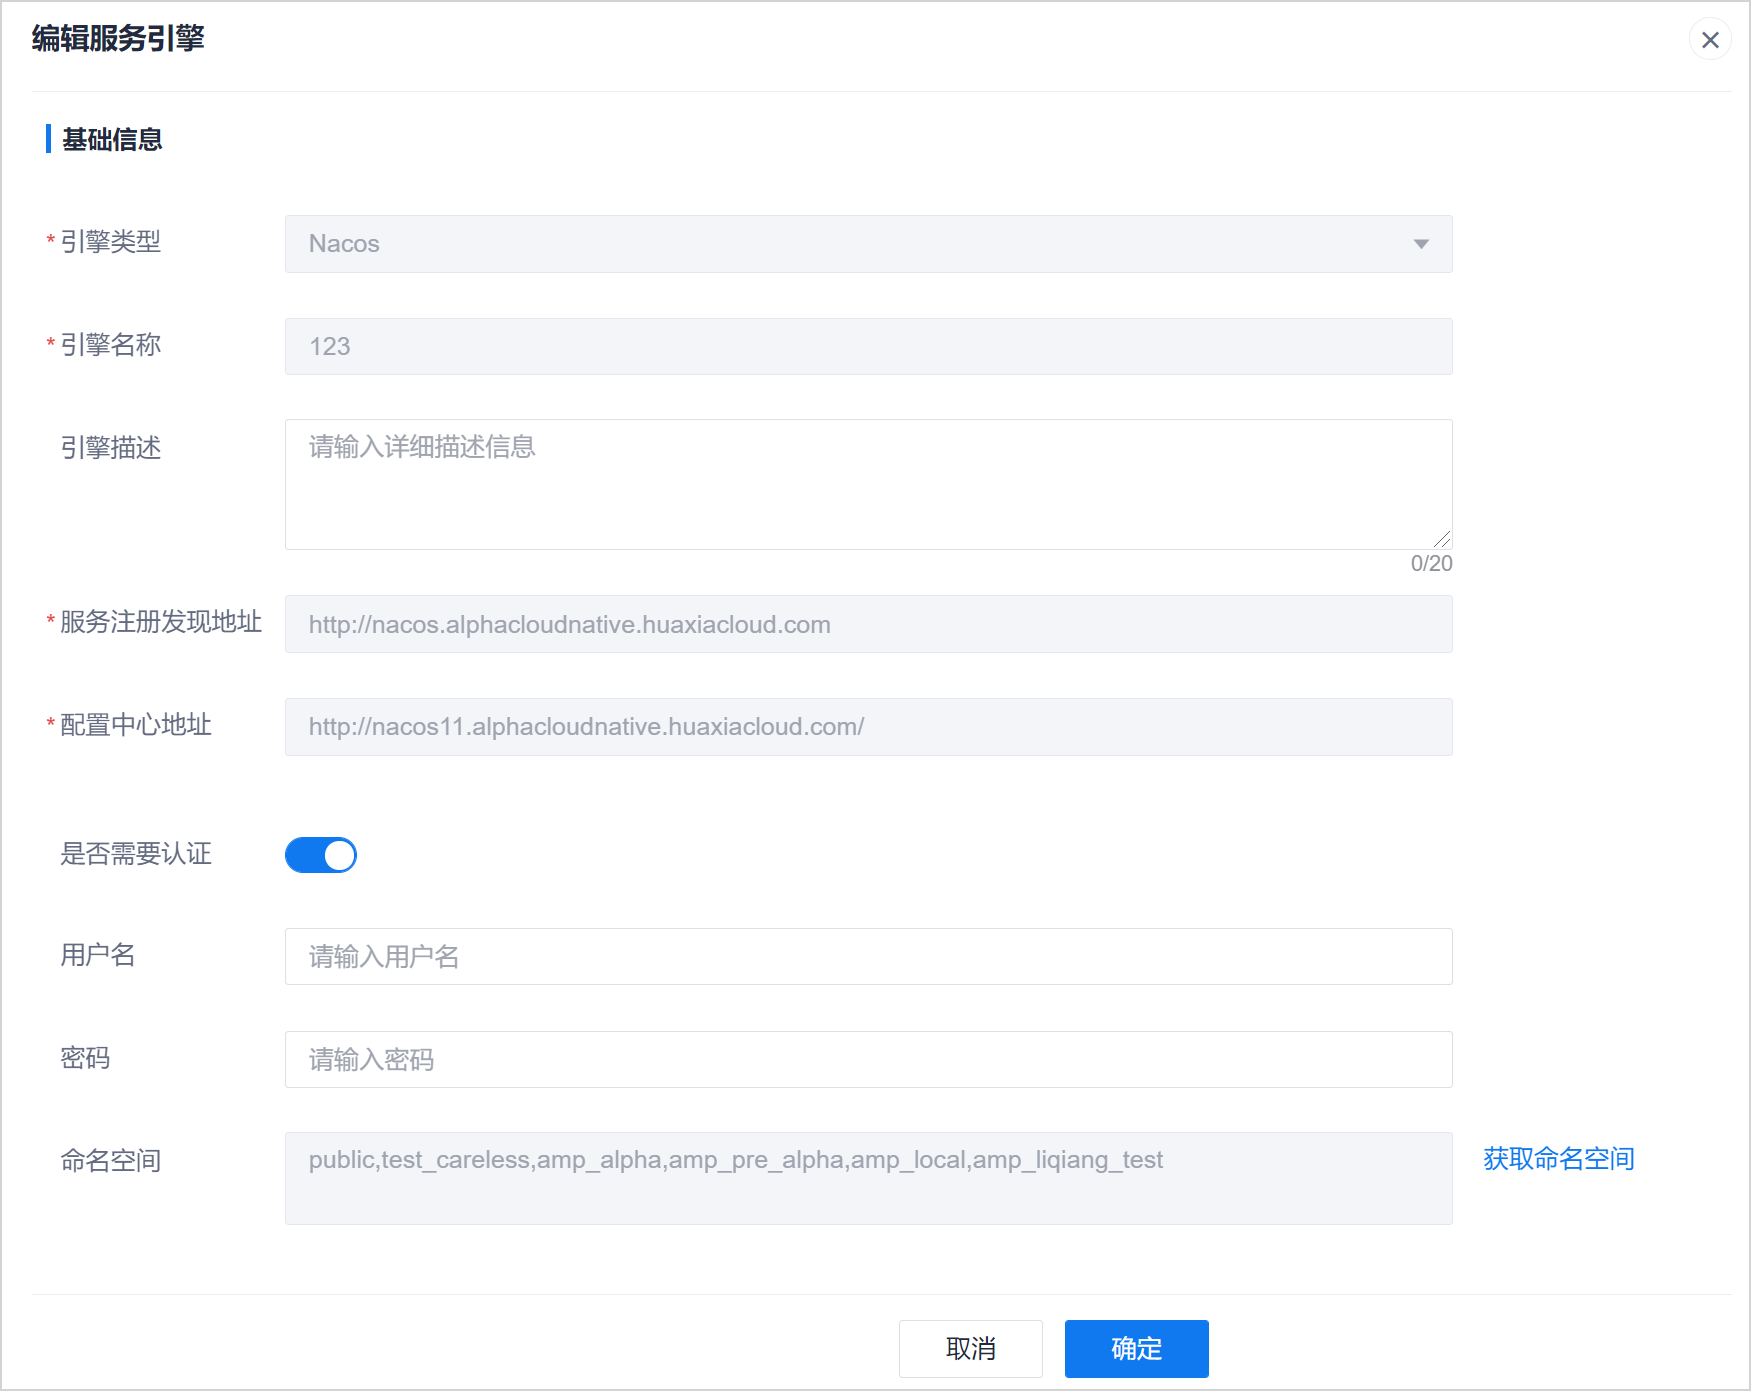 编辑服务引擎
基础信息
* 引擎类型
Nacos
* 引擎名称
123
引擎描述
请输入详细描述信息
0/20
* 服务注册发现地址
http://nacos.alphacloudnative.huaxiacloud.com
* 配置中心地址
http://nacos11.alphacloudnative.huaxiacloud.com/
是否需要认证
用户名
请输入用户名
密码
请输入密码
命名空间
public,test_careless,amp_alpha,amp_pre_alpha,amp_local,amp_liqiang_test
获取命名空间
取消
确定